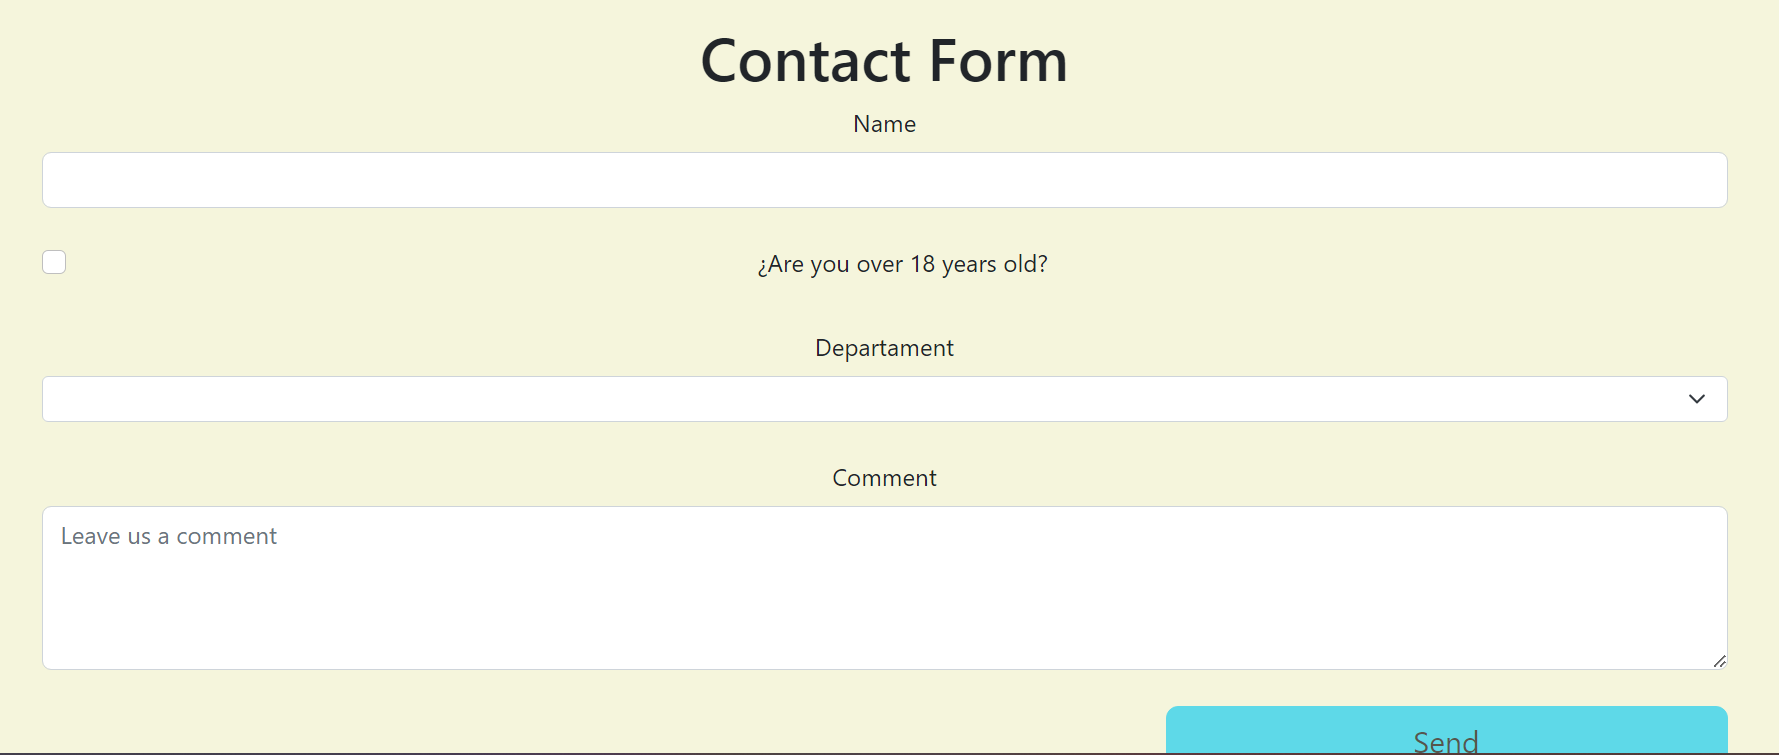 Contact Form
Name
¿Are you over 18 years old?
Departament
Comment
Leave us a comment
Send